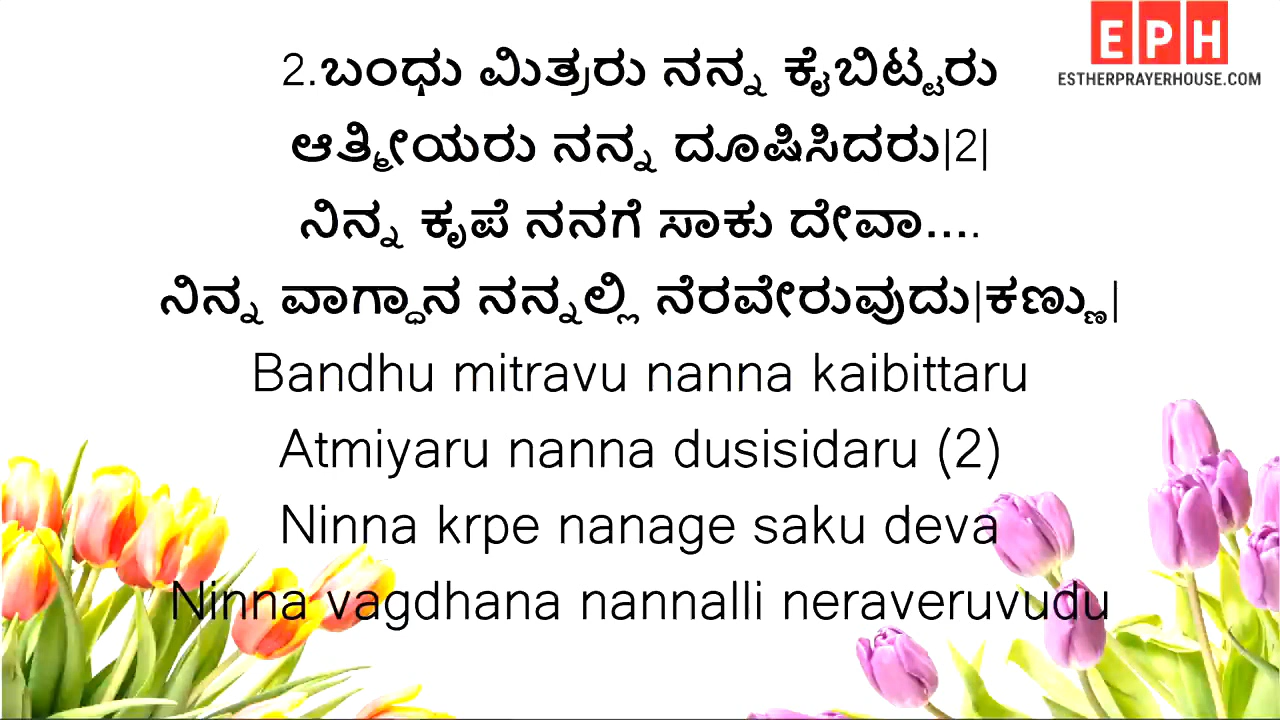 EPH
ESTHERPRAYERHOUSE.COM
2.ಬಂಧು ಮಿತ್ರರು ನನ್ನ ಕೈಬಿಟ್ಟರು
ಆತ್ಮೀಯರು ನನ್ನ ದೂಷಿಸಿದರು|2|
ನಿನ್ನ ಕೃಪೆ ನನಗೆ ಸಾಕು ದೇವಾ....
ನಿನ್ನ ವಾಗ್ಧಾನ ನನ್ನಲ್ಲಿ ನೆರವೇರುವುದು|ಕಣ್ಣು|
Bandhu mitravu nanna kaibittaru
Atmiyaru nanna dusisidaru (2)
Ninna krpe nanage saku deva
Ninna vagdhana nannalli neraveruvudu